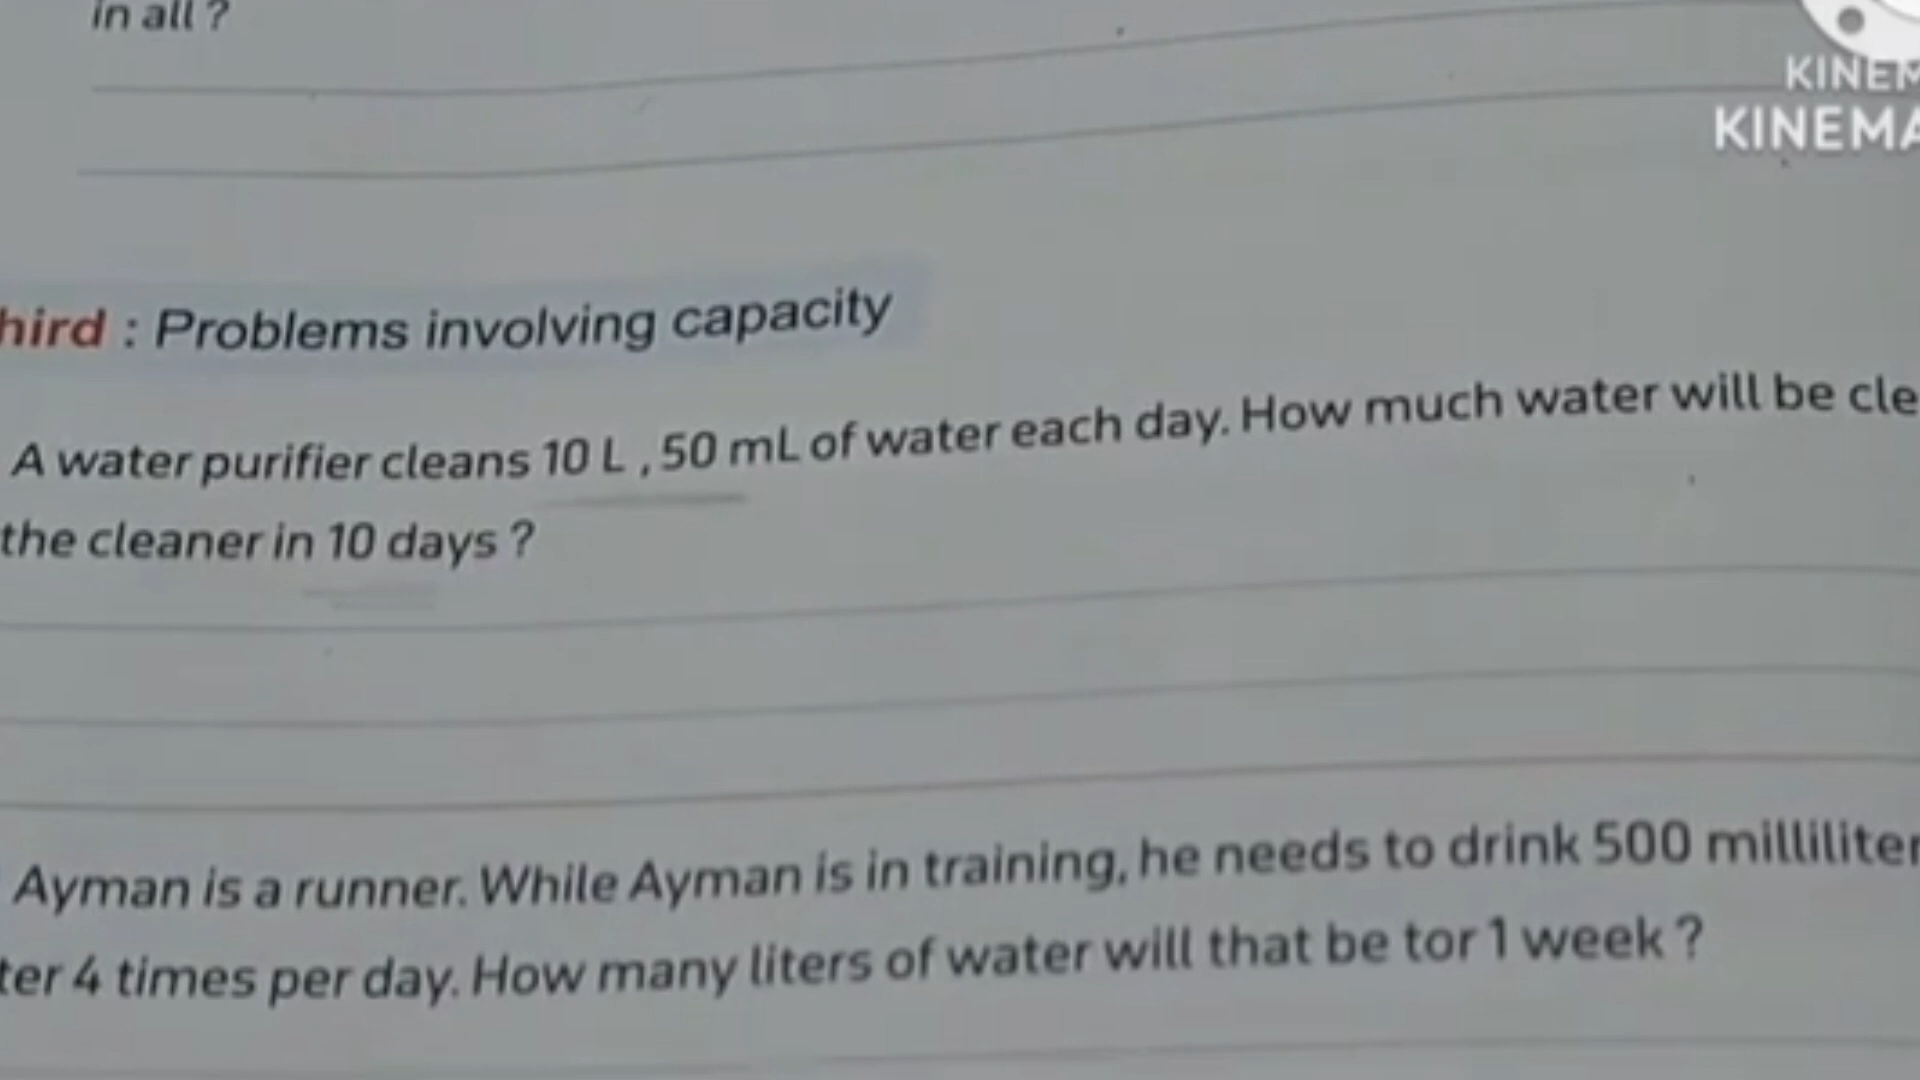 in all ?
KINEM
KINEMA
hird : Problems involving capacity
A water purifier cleans 10 L , 50 mL of water each day. How much water will be cle
the cleaner in 10 days ?
Ayman is a runner. While Ayman is in training, he needs to drink 500 milliliter
ter 4 times per day. How many liters of water will that be tor 1 week ?